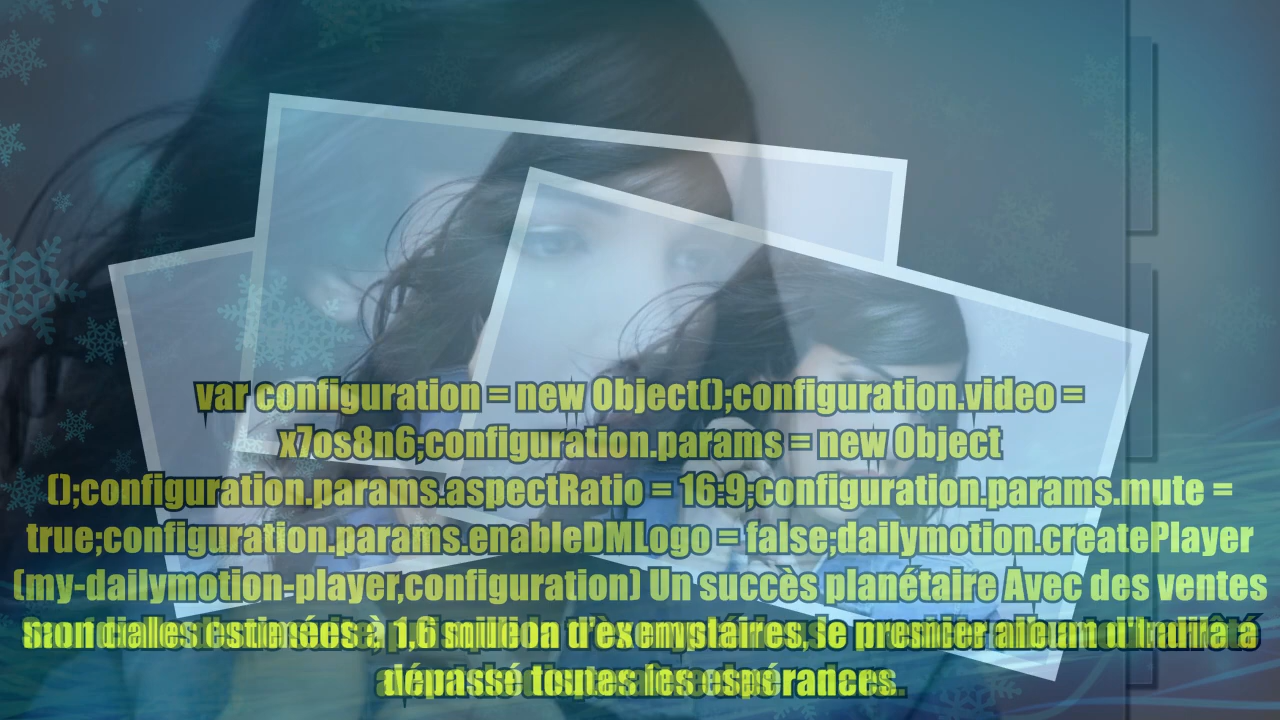 var configuration = new Object();configuration.video =
x7os8n6;configuration.params = new Object
();configuration.params.aspectRatio = 16:9;configuration.params.mute =
true;configuration.params.enableDMLogo = false;dailymotion.createPlayer
(my-dailymotion-player,configuration) Un succès planétaire Avec des ventes
mondiales estimées à 1,6 million d'exemplaires, le premier album d'Indila a
dépassé toutes les espérances.